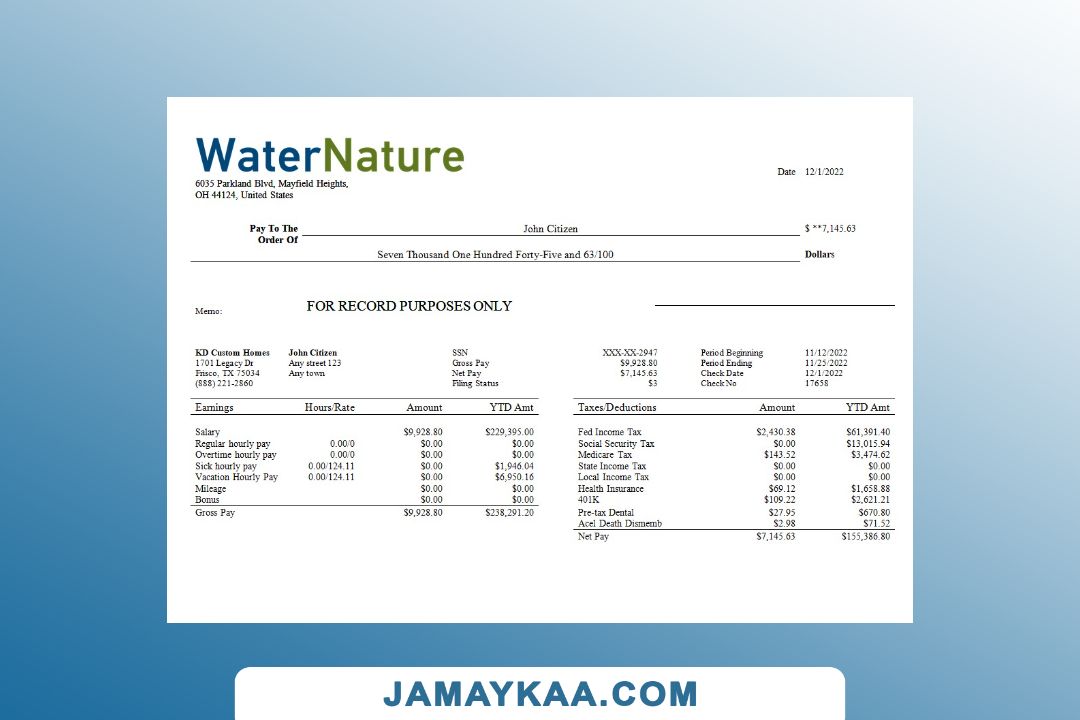 WaterNature
6035 Parkland Blvd, Mayfield Heights,
OH 44124, United States
Date 12/1/2022
Pay To The
Order Of
John Citizen
$ **7,145.63
Seven Thousand One Hundred Forty-Five and 63/100
Dollars
Memo:
FOR RECORD PURPOSES ONLY
KD Custom Homes John Citizen SSN XXX-XX-2947 Period Beginning 11/12/2022
1701 Legacy Dr Any street 123 Gross Pay $9,928.80 Period Ending 11/25/2022
Frisco, TX 75034 Any town Net Pay $7,145.63 Check Date 12/1/2022
(888) 221-2860 Filing Status $3 Check No 17658
Earnings Hours/Rate Amount YTD Amt
Salary $9,928.80 $229,395.00
Regular hourly pay 0.00/0 $0.00 $0.00
Overtime hourly pay 0.00/0 $0.00 $0.00
Sick hourly pay 0.00/124.11 $0.00 $1,946.04
Vacation Hourly Pay 0.00/124.11 $0.00 $6,950.16
Mileage $0.00 $0.00
Bonus $0.00 $0.00
Gross Pay $9,928.80 $238,291.20
Taxes/Deductions Amount YTD Amt
Fed Income Tax $2,430.38 $61,391.40
Social Security Tax $0.00 $13,015.94
Medicare Tax $143.52 $3,474.62
State Income Tax $0.00 $0.00
Local Income Tax $0.00 $0.00
Health Insurance $69.12 $1,658.88
401K $109.22 $2,621.21
Pre-tax Dental $27.95 $670.80
Acel Death Dismemb $2.98 $71.52
Net Pay $7,145.63 $155,386.80
JAMAYKAA.COM